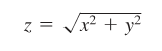 z = √x² + y²